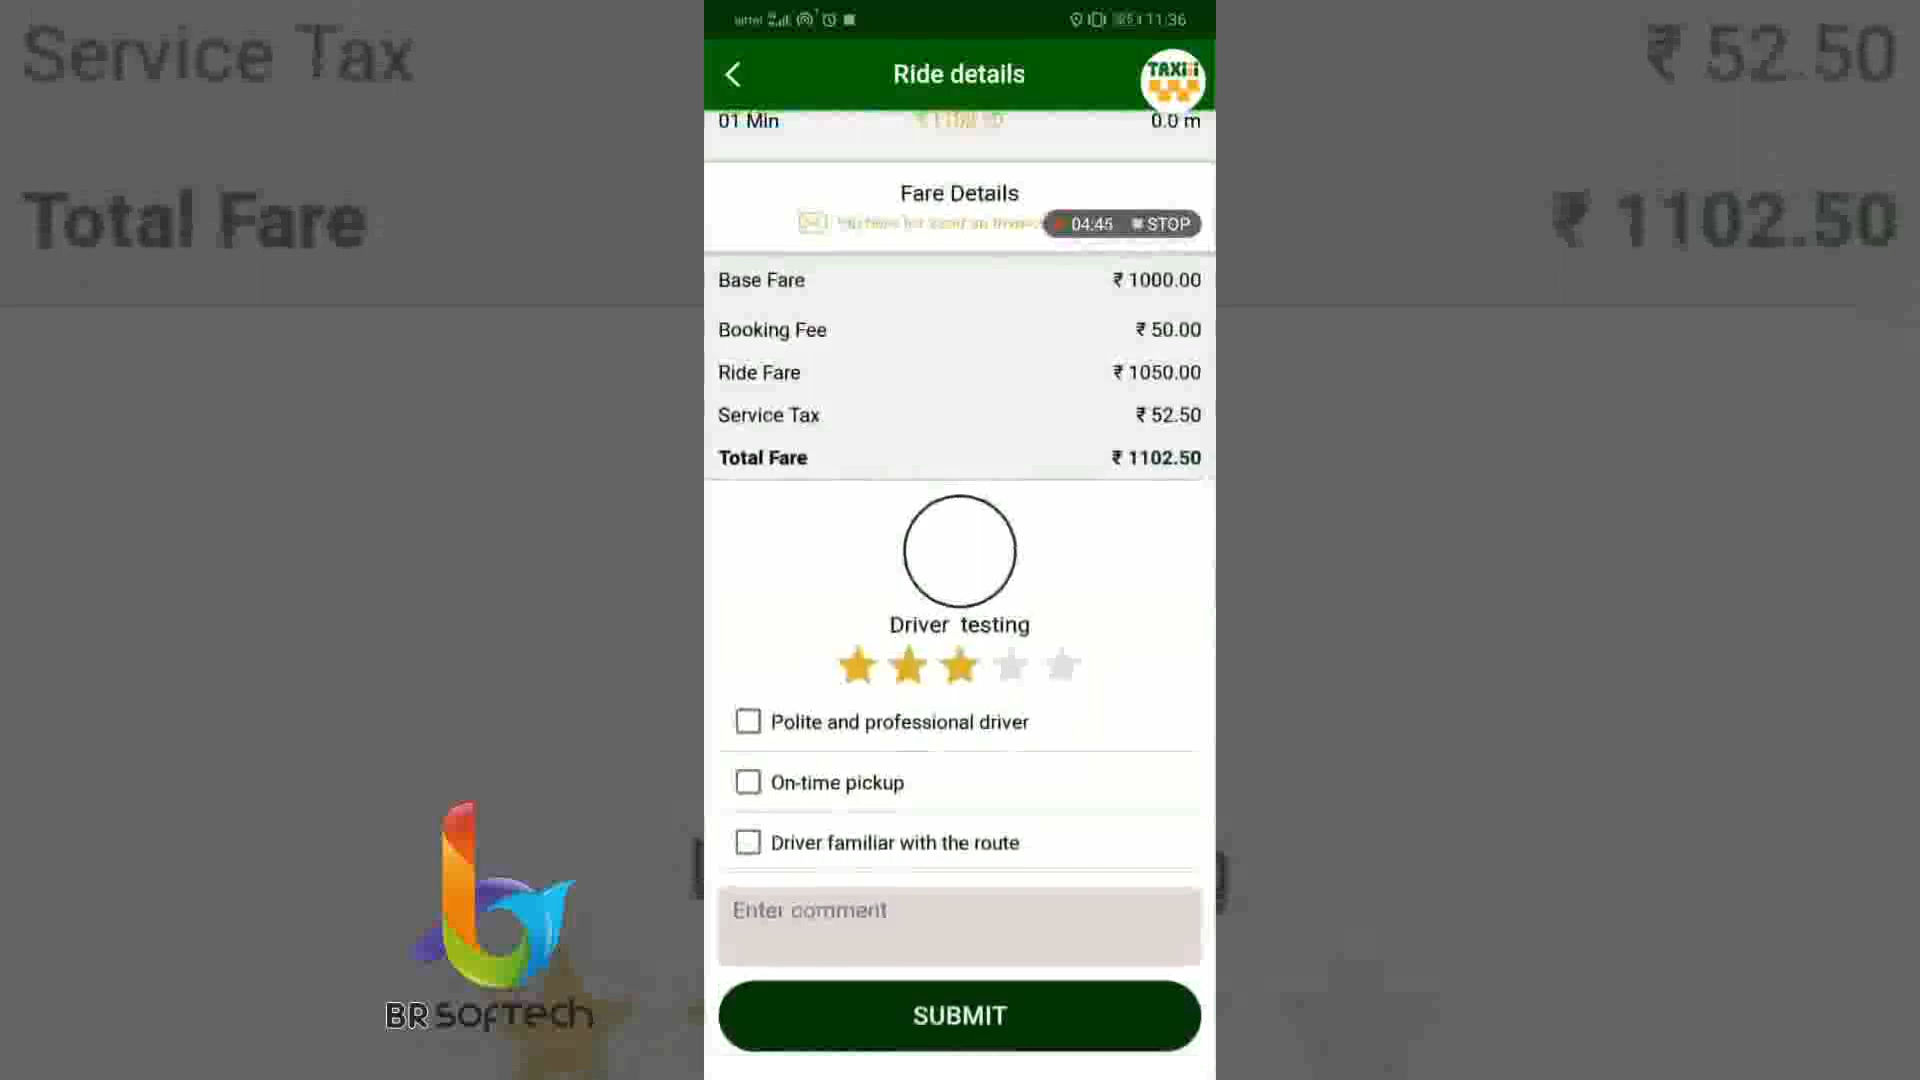 Service Tax ₹ 52.50
Total Fare ₹ 1102.50
airtel 11:36
Ride details
TAXiii
01 Min 0.0 m
Fare Details
04:45 STOP
Base Fare ₹ 1000.00
Booking Fee ₹ 50.00
Ride Fare ₹ 1050.00
Service Tax ₹ 52.50
Total Fare ₹ 1102.50
Driver testing
Polite and professional driver
On-time pickup
Driver familiar with the route
Enter comment
SUBMIT
BR SOFTECH